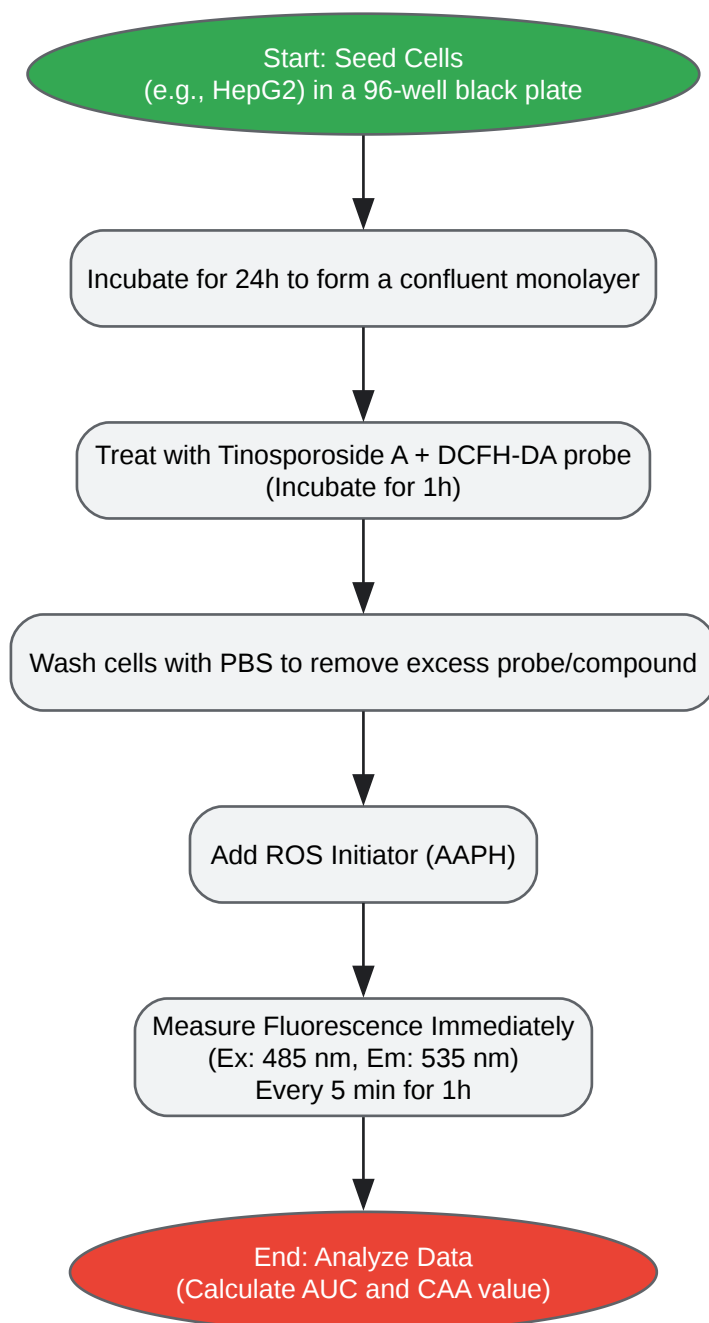 Start: Seed Cells
(e.g., HepG2) in a 96-well black plate
Incubate for 24h to form a confluent monolayer
Treat with Tinosporoside A + DCFH-DA probe
(Incubate for 1h)
Wash cells with PBS to remove excess probe/compound
Add ROS Initiator (AAPH)
Measure Fluorescence Immediately
(Ex: 485 nm, Em: 535 nm)
Every 5 min for 1h
End: Analyze Data
(Calculate AUC and CAA value)